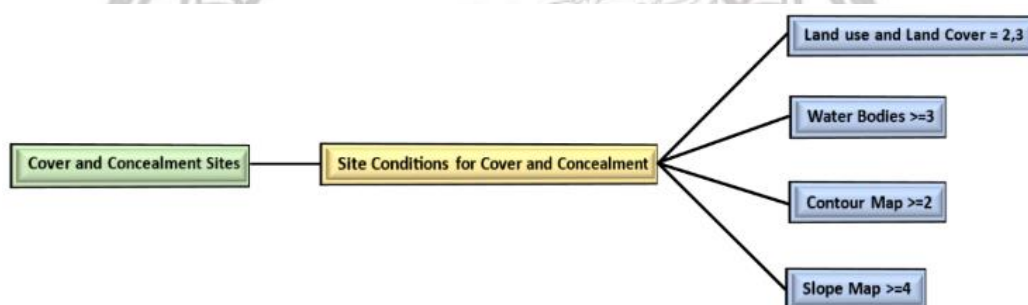 Land use and Land Cover = 2,3
Water Bodies >=3
Cover and Concealment Sites
Site Conditions for Cover and Concealment
Contour Map >=2
Slope Map >=4